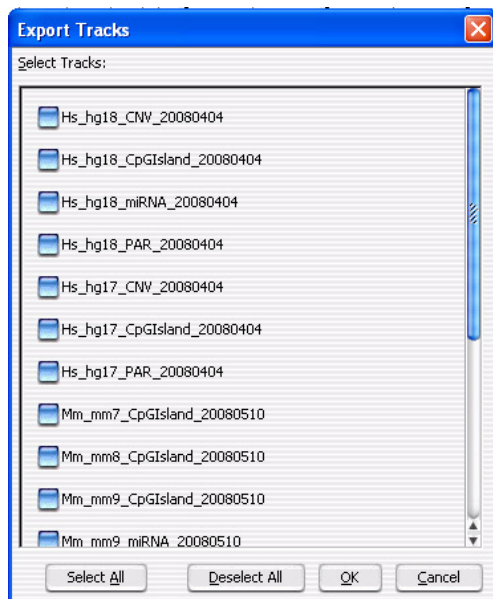 Export Tracks
Select Tracks:
Hs_hg18_CNV_20080404
Hs_hg18_CpGIsland_20080404
Hs_hg18_miRNA_20080404
Hs_hg18_PAR_20080404
Hs_hg17_CNV_20080404
Hs_hg17_CpGIsland_20080404
Hs_hg17_PAR_20080404
Mm_mm7_CpGIsland_20080510
Mm_mm8_CpGIsland_20080510
Mm_mm9_CpGIsland_20080510
Mm_mm9_miRNA_20080510
Select All Deselect All OK Cancel